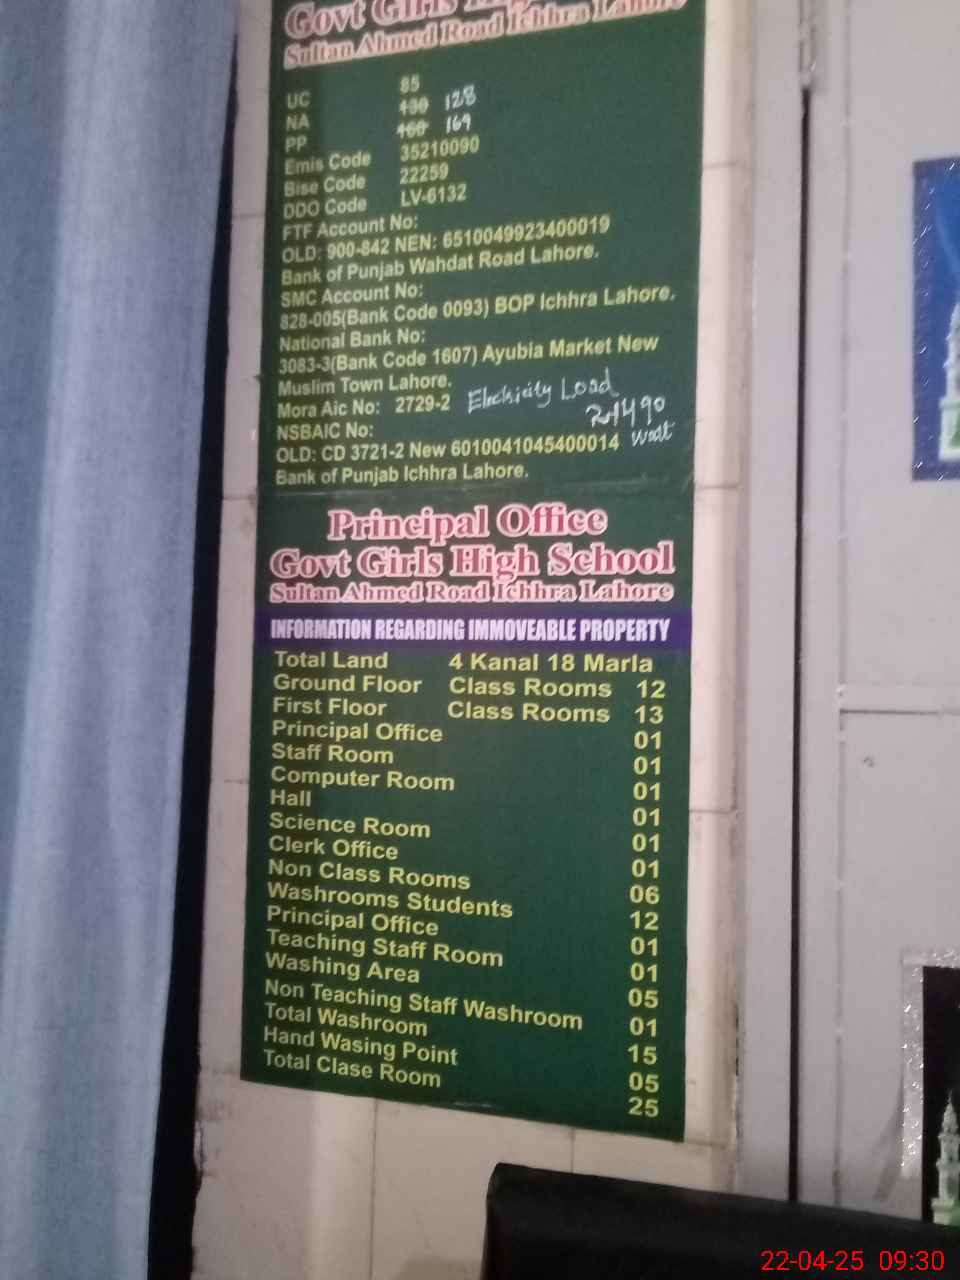 Govt Girls High
Sultan Ahmed Road Ichhra Lahore
UC 85
NA 130 128
PP 160 169
Emis Code 35210090
Bise Code 22259
DDO Code LV-6132
FTF Account No:
OLD: 900-842 NEN: 6510049923400019
Bank of Punjab Wahdat Road Lahore.
SMC Account No:
828-005(Bank Code 0093) BOP Ichhra Lahore.
National Bank No:
3083-3(Bank Code 1607) Ayubia Market New
Muslim Town Lahore.
Mora Aic No: 2729-2 Electricity Load
NSBAIC No:
OLD: CD 3721-2 New 6010041045400014 watt
Bank of Punjab Ichhra Lahore.
Principal Office
Govt Girls High School
Sultan Ahmed Road Ichhra Lahore
INFORMATION REGARDING IMMOVEABLE PROPERTY
Total Land 4 Kanal 18 Marla
Ground Floor Class Rooms 12
First Floor Class Rooms 13
Principal Office 01
Staff Room 01
Computer Room 01
Hall 01
Science Room 01
Clerk Office 01
Non Class Rooms 06
Washrooms Students 12
Principal Office 01
Teaching Staff Room 01
Washing Area 05
Non Teaching Staff Washroom 01
Total Washroom 15
Hand Wasing Point 05
Total Clase Room 25
22-04-25 09:30